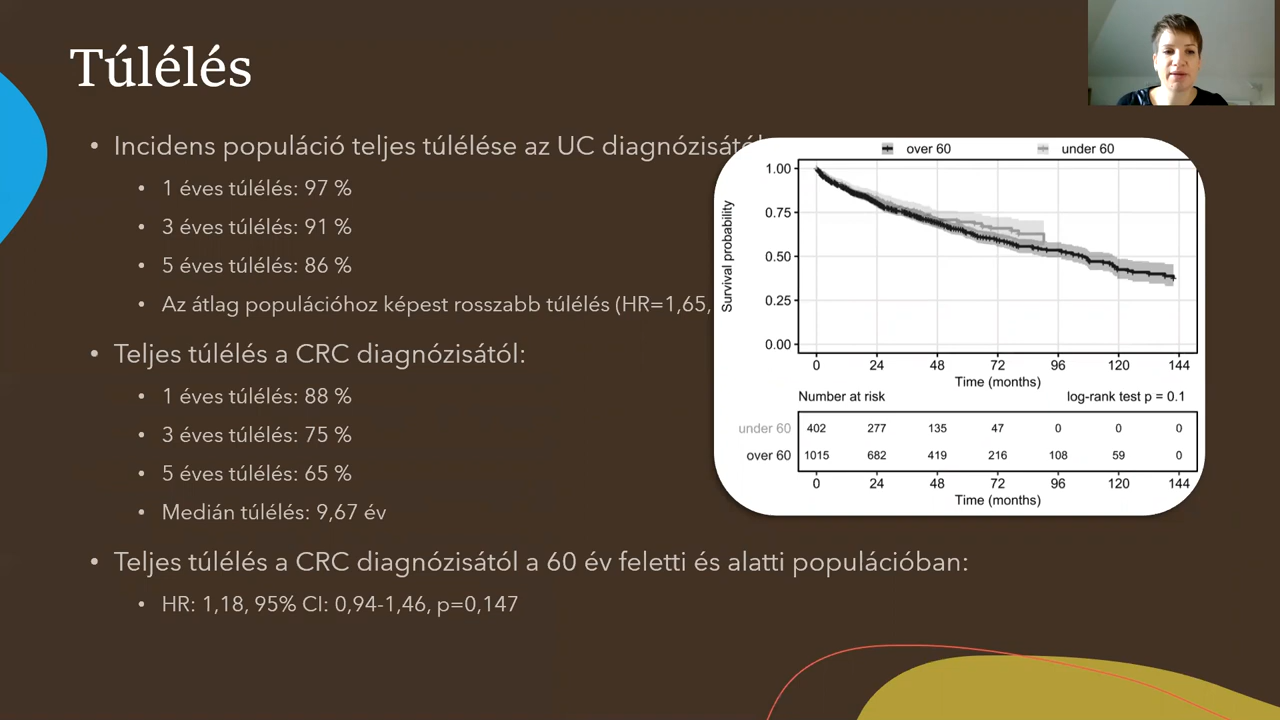 Túlélés
• Incidens populáció teljes túlélése az UC
• 1 éves túlélés: 97 %
• 3 éves túlélés: 91 %
• 5 éves túlélés: 86 %
• Az átlag populációhoz képest rosszabb túlélés (HR=1,65,
• Teljes túlélés a CRC diagnózisától:
• 1 éves túlélés: 88 %
• 3 éves túlélés: 75 %
• 5 éves túlélés: 65 %
• Medián túlélés: 9,67 év
• Teljes túlélés a CRC diagnózisától a 60 év feletti és alatti populációban:
• HR: 1,18, 95% CI: 0,94-1,46, p=0,147
over 60 under 60
Survival probability
1.00
0.75
0.50
0.25
0.00
0 24 48 72 96 120 144
Time (months)
Number at risk log-rank test p = 0.1
under 60 402 277 135 47 0 0 0
over 60 1015 682 419 216 108 59 0
0 24 48 72 96 120 144
Time (months)